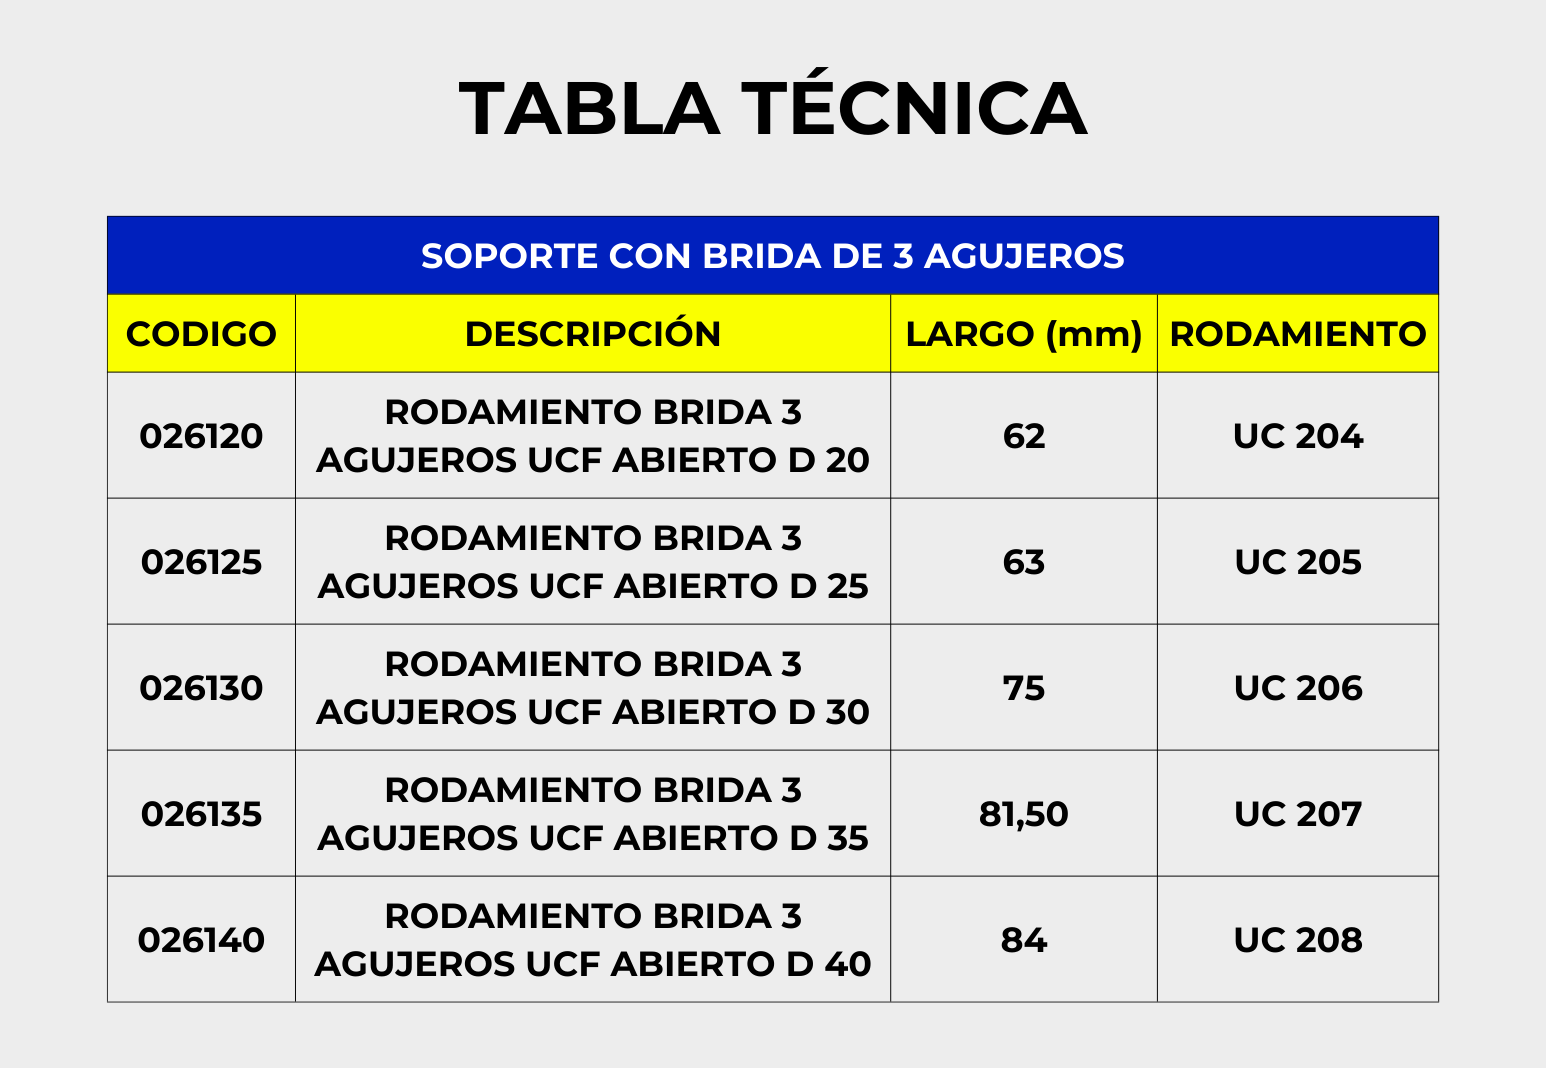 TABLA TÉCNICA
SOPORTE CON BRIDA DE 3 AGUJEROS
CODIGO DESCRIPCIÓN LARGO (mm) RODAMIENTO
026120 RODAMIENTO BRIDA 3
AGUJEROS UCF ABIERTO D 20 62 UC 204
026125 RODAMIENTO BRIDA 3
AGUJEROS UCF ABIERTO D 25 63 UC 205
026130 RODAMIENTO BRIDA 3
AGUJEROS UCF ABIERTO D 30 75 UC 206
026135 RODAMIENTO BRIDA 3
AGUJEROS UCF ABIERTO D 35 81,50 UC 207
026140 RODAMIENTO BRIDA 3
AGUJEROS UCF ABIERTO D 40 84 UC 208